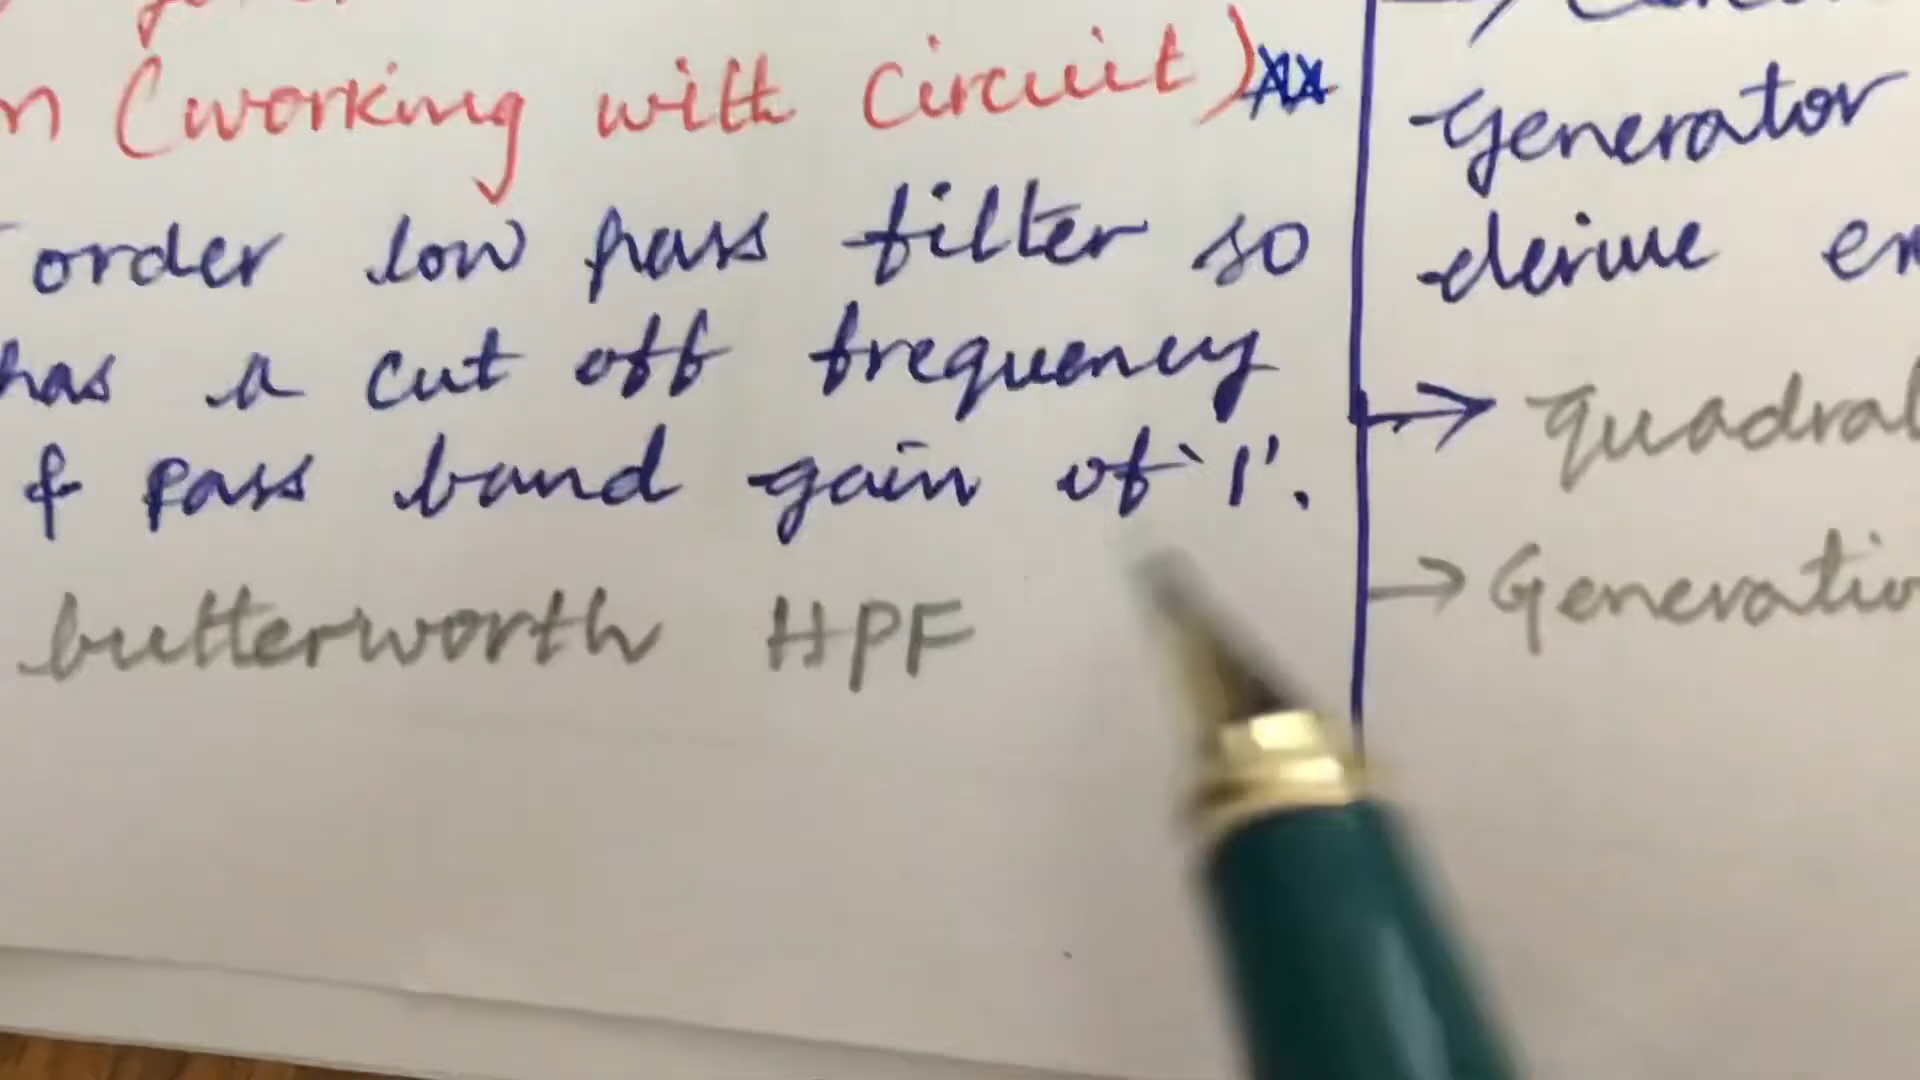 n (working with Circuit)
order low pass filter so
has a cut off frequency
& pass band gain of '1'.
butterworth HPF
generator
derive
→
→ Generatio